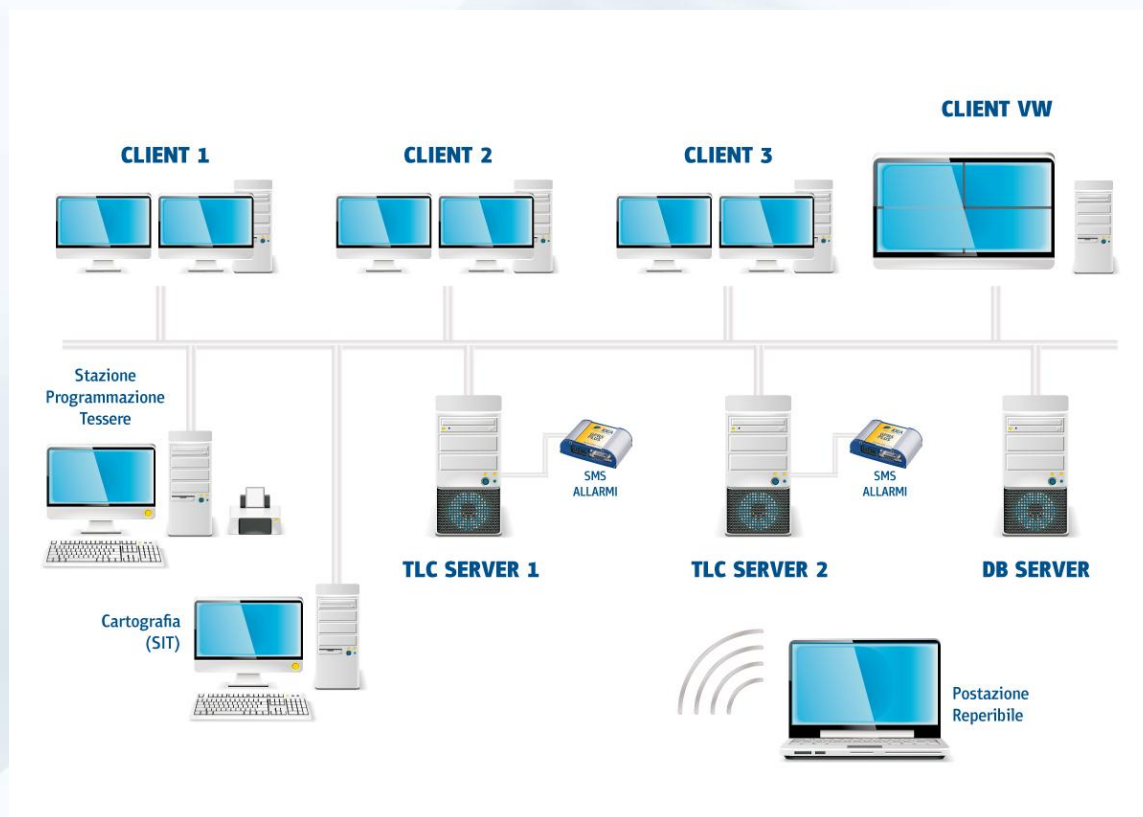 CLIENT VW
CLIENT 1
CLIENT 2
CLIENT 3
Stazione
Programmazione
Tessere
SMS
ALLARMI
SMS
ALLARMI
TLC SERVER 1
TLC SERVER 2
DB SERVER
Cartografia
(SIT)
Postazione
Reperibile